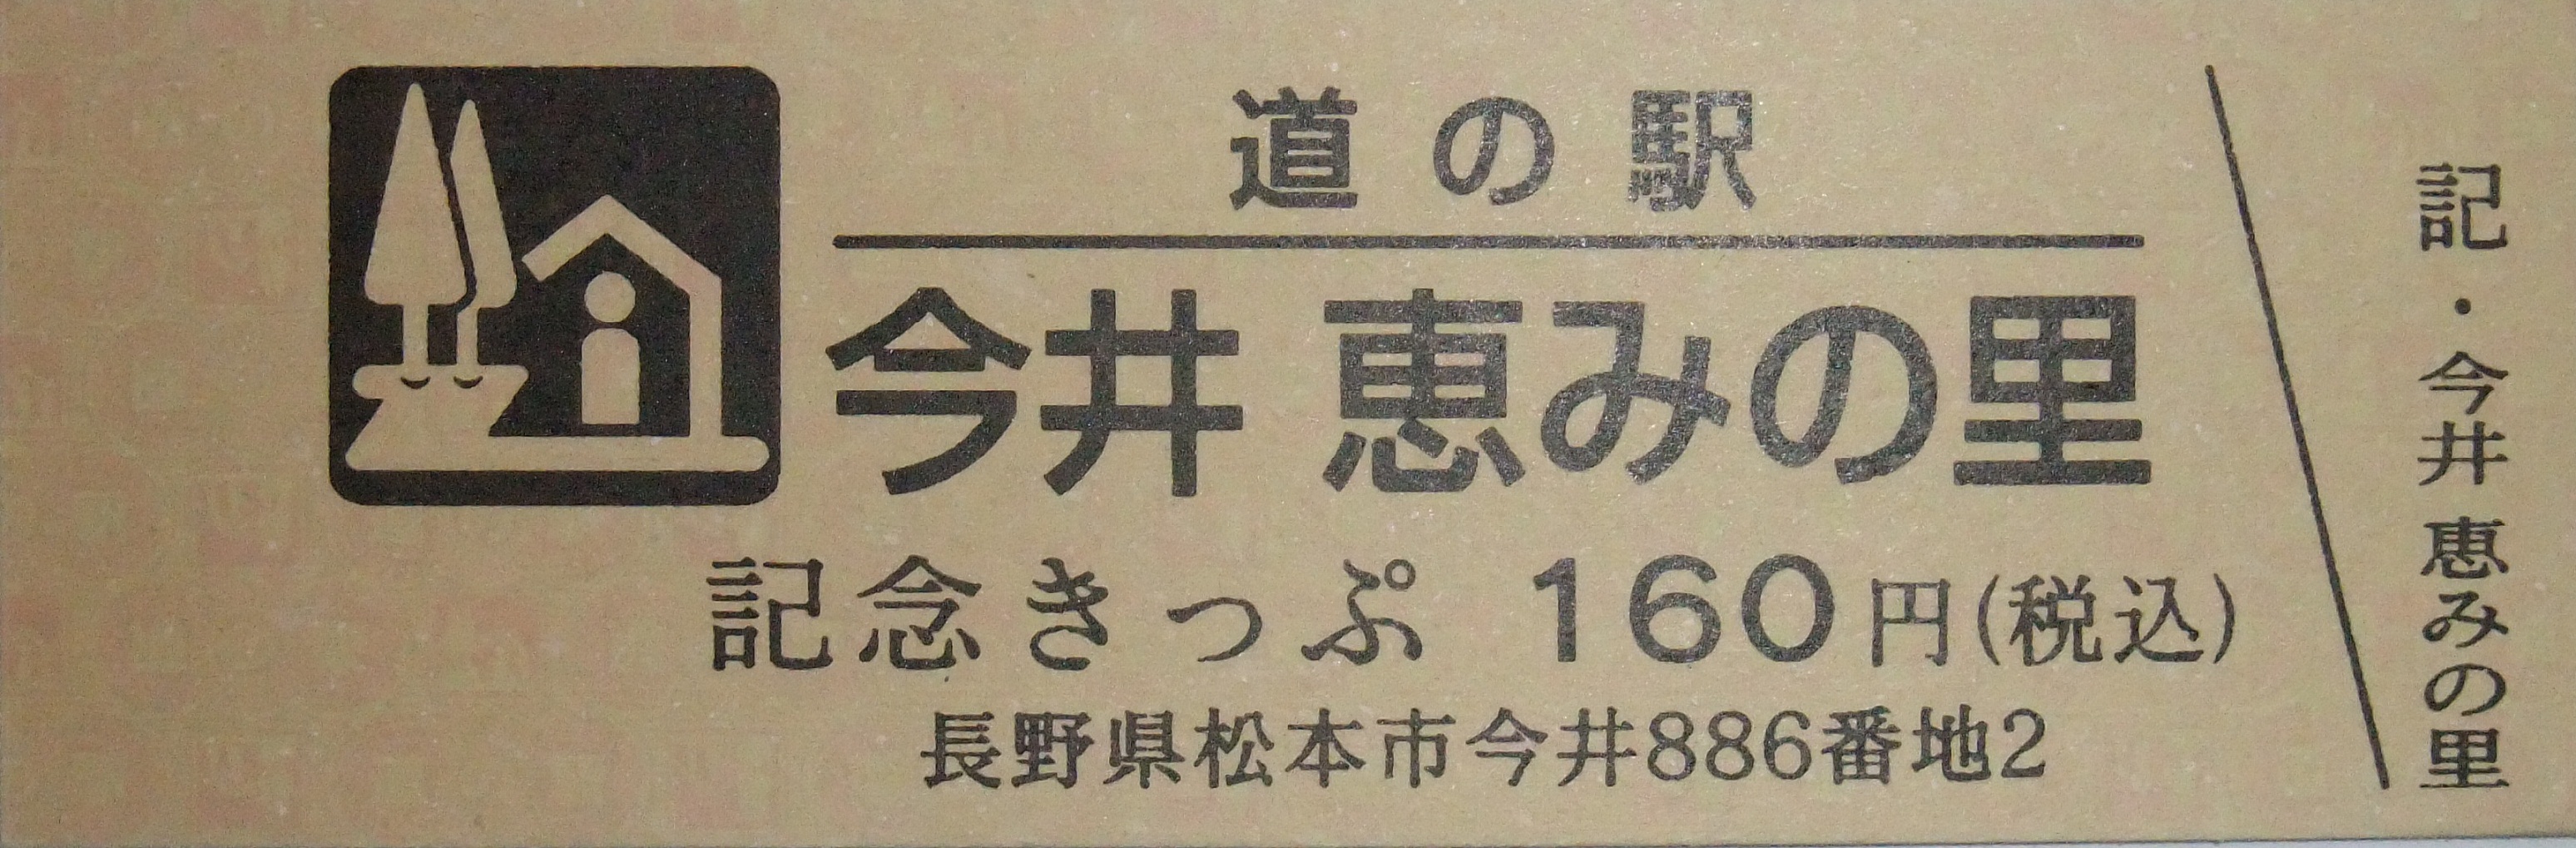 道の駅
今井 恵みの里
記念きっぷ 160円(税込)
長野県松本市今井886番地2
記・今井 恵みの里